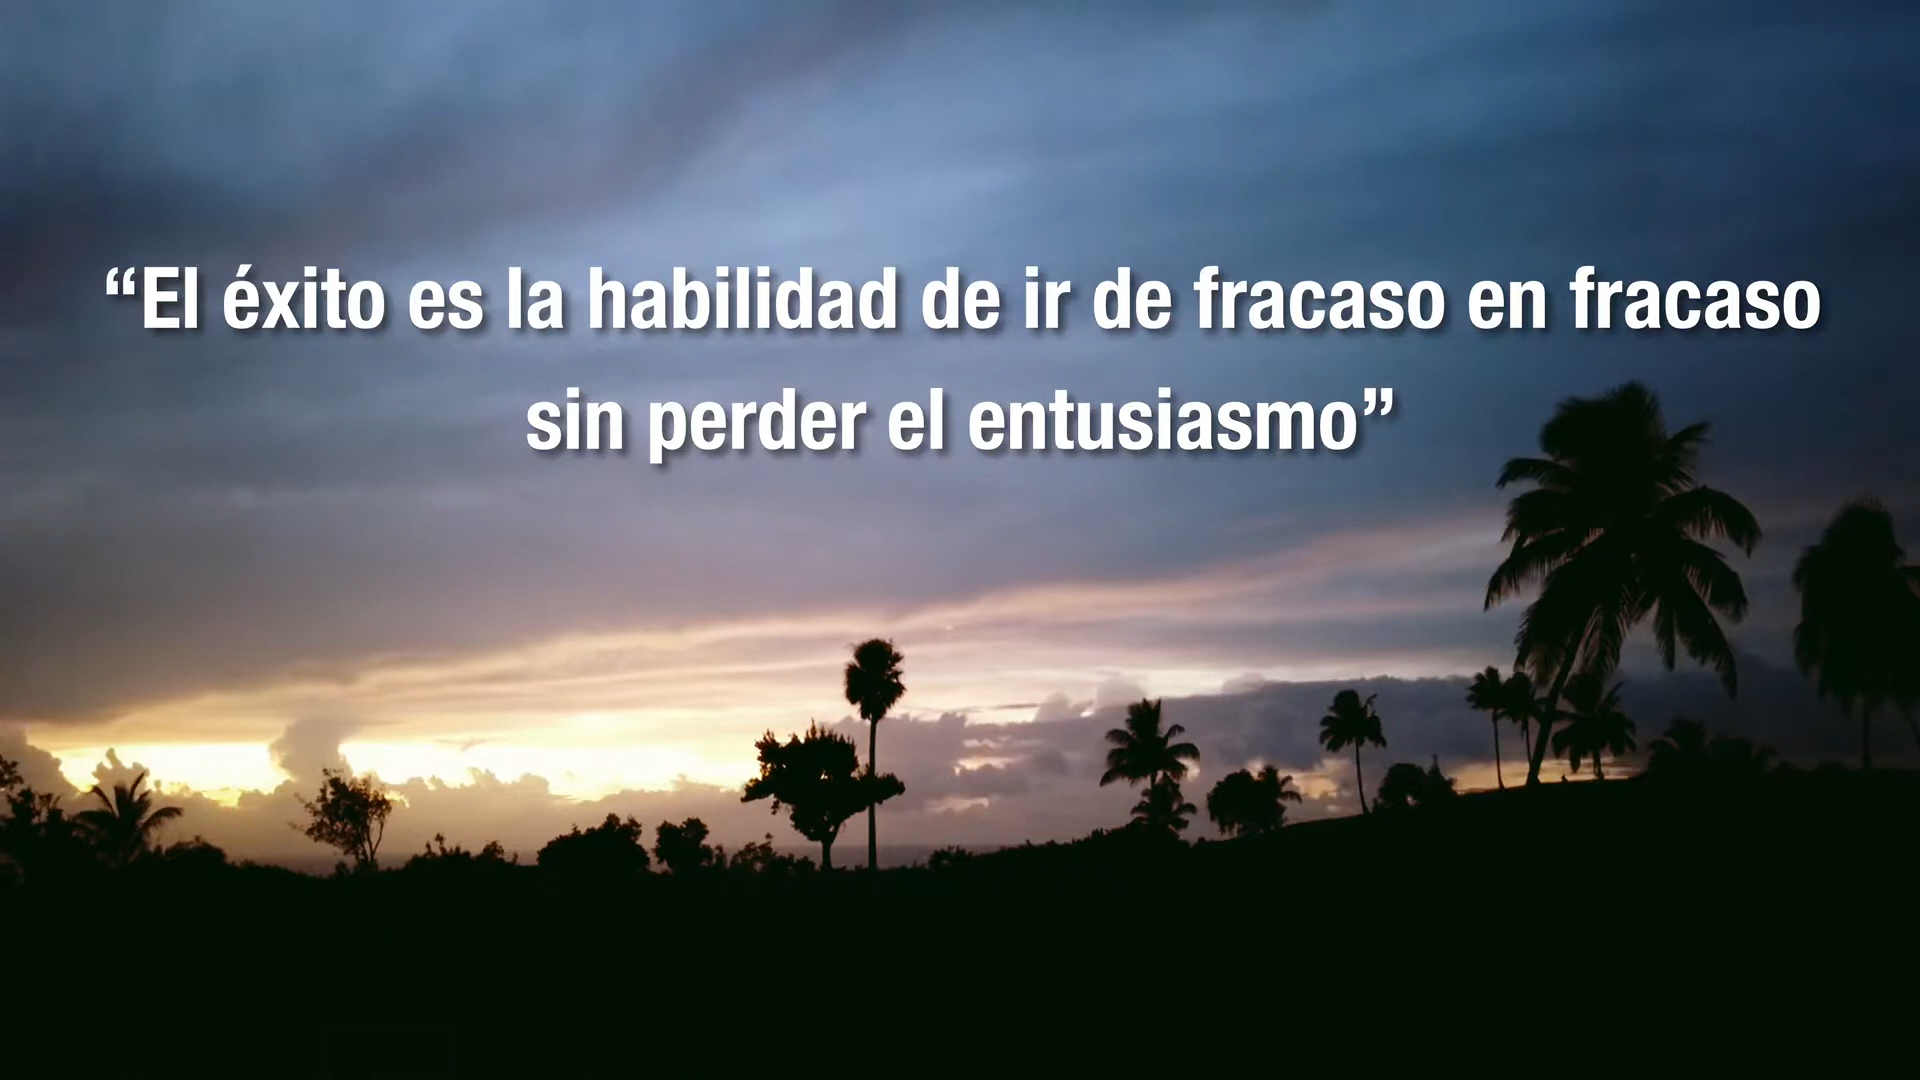 “El éxito es la habilidad de ir de fracaso en fracaso
sin perder el entusiasmo”